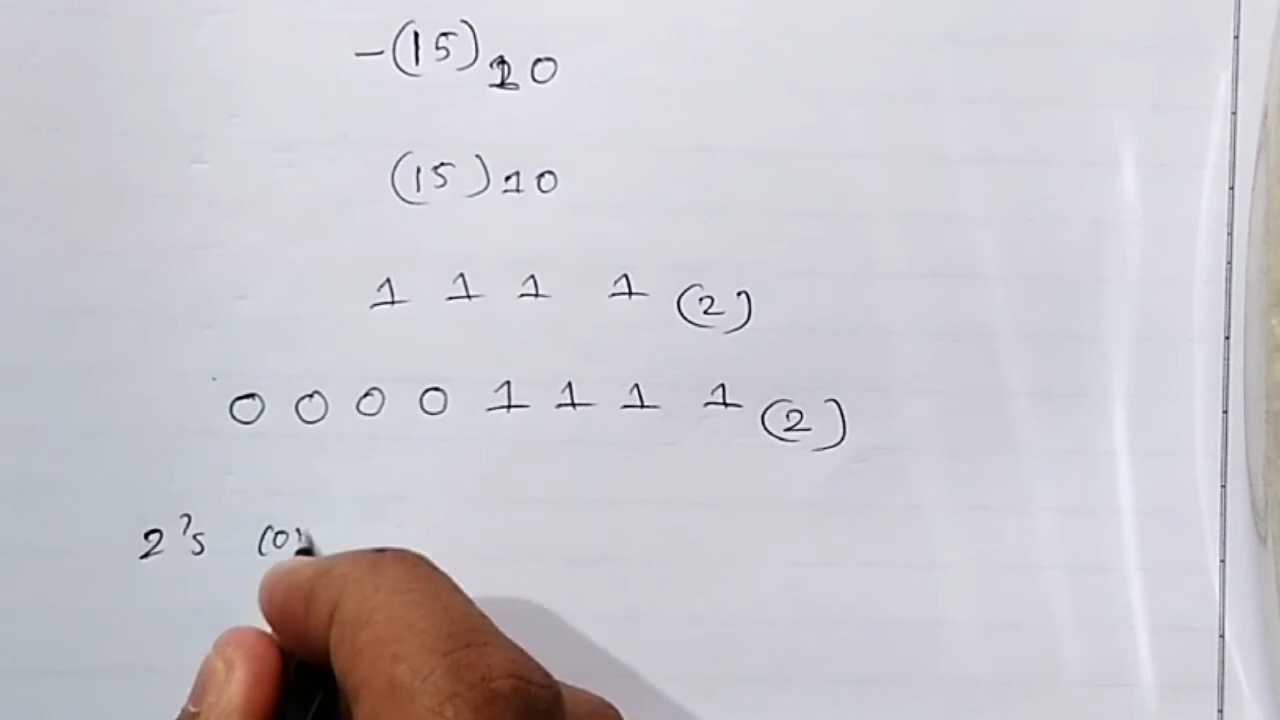 -(15)10
(15)10
1 1 1 1 (2)
0 0 0 0 1 1 1 1 (2)
2's